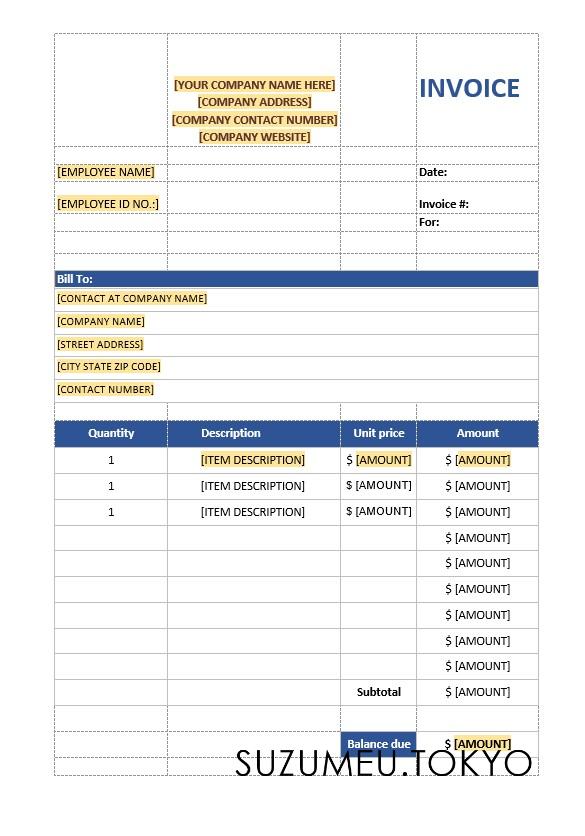 [YOUR COMPANY NAME HERE]
[COMPANY ADDRESS]
[COMPANY CONTACT NUMBER]
[COMPANY WEBSITE]
INVOICE
[EMPLOYEE NAME] Date:
[EMPLOYEE ID NO.:] Invoice #:
For:
Bill To:
[CONTACT AT COMPANY NAME]
[COMPANY NAME]
[STREET ADDRESS]
[CITY STATE ZIP CODE]
[CONTACT NUMBER]
Quantity Description Unit price Amount
1 [ITEM DESCRIPTION] $ [AMOUNT] $ [AMOUNT]
1 [ITEM DESCRIPTION] $ [AMOUNT] $ [AMOUNT]
1 [ITEM DESCRIPTION] $ [AMOUNT] $ [AMOUNT]
$ [AMOUNT]
$ [AMOUNT]
$ [AMOUNT]
$ [AMOUNT]
$ [AMOUNT]
$ [AMOUNT]
Subtotal $ [AMOUNT]
Balance due $ [AMOUNT]
SUZUMEU.TOKYO